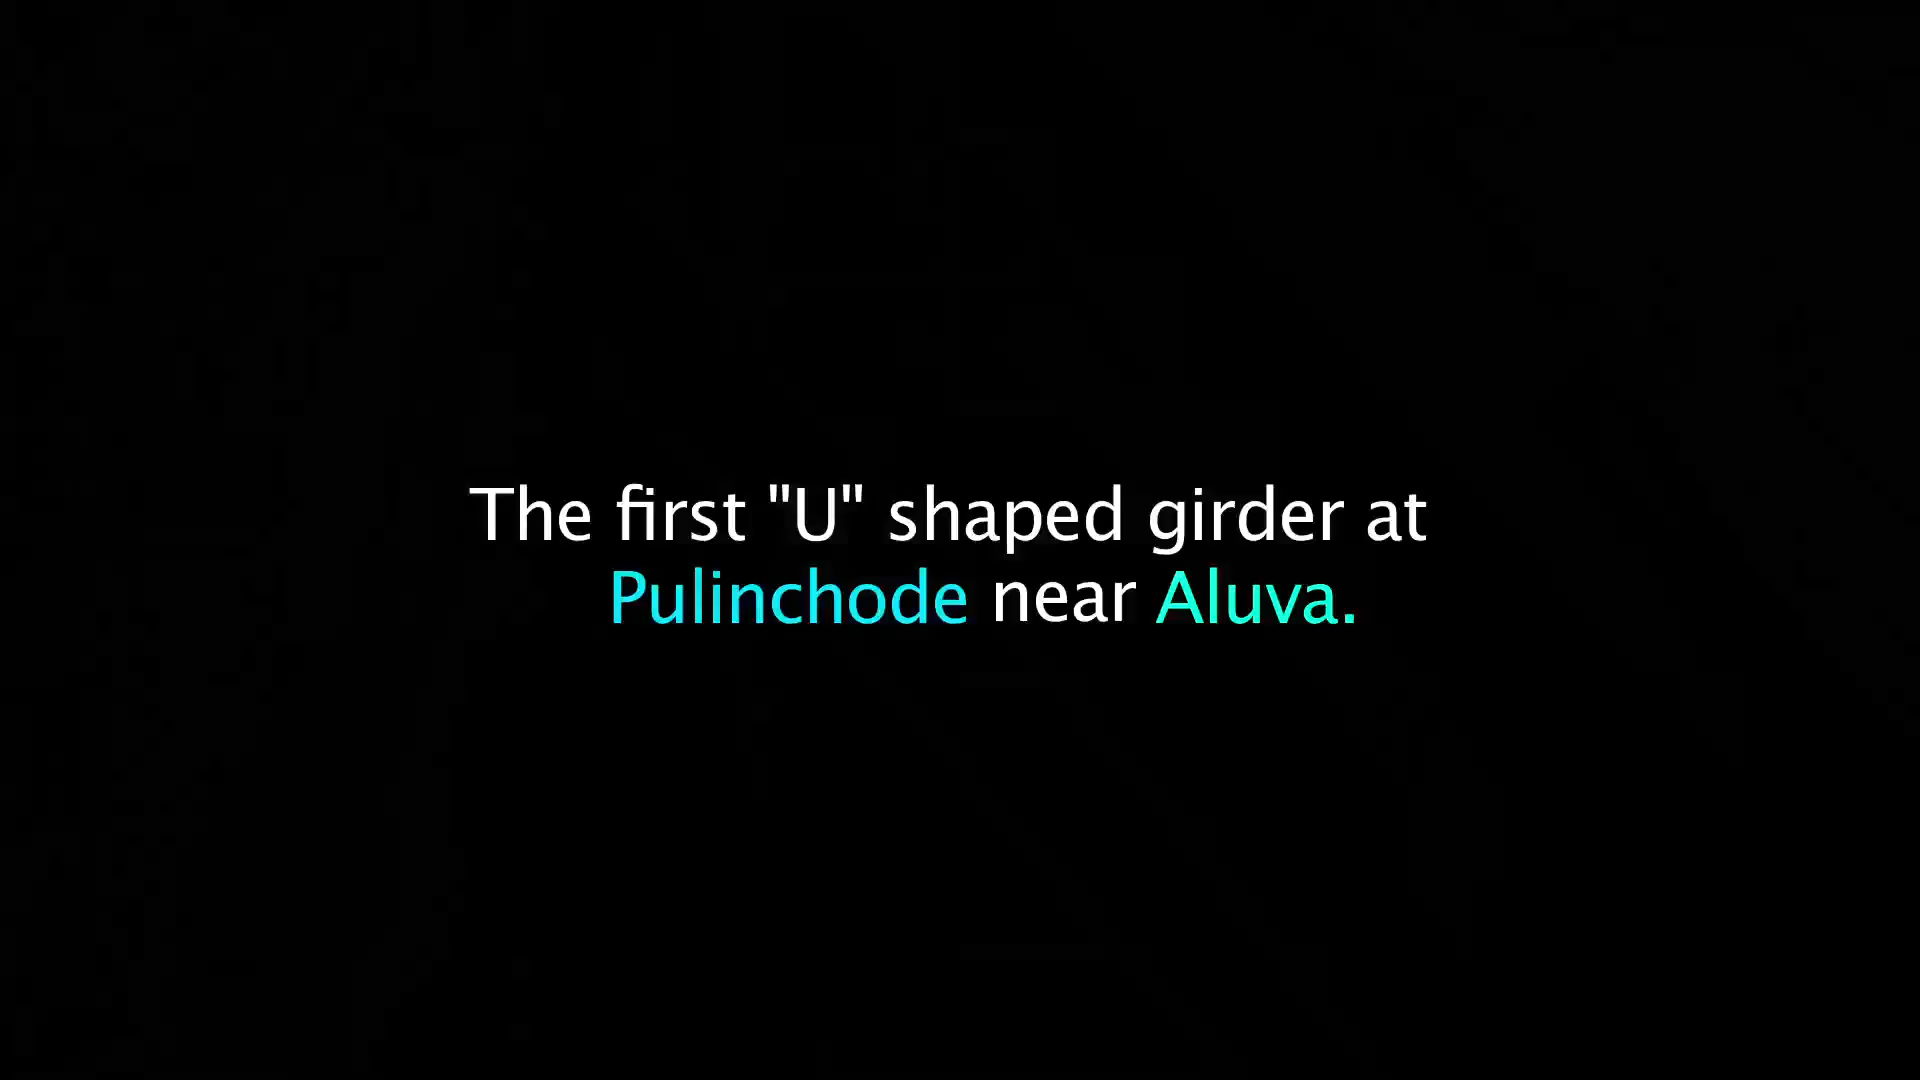 The first "U" shaped girder at
Pulinchode near Aluva.